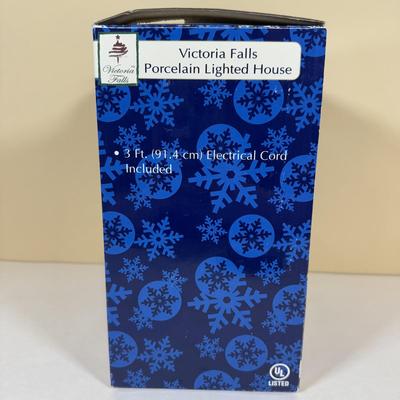 Victoria
Falls
Victoria Falls
Porcelain Lighted House
• 3 Ft. (91.4 cm) Electrical Cord
Included
UL
LISTED